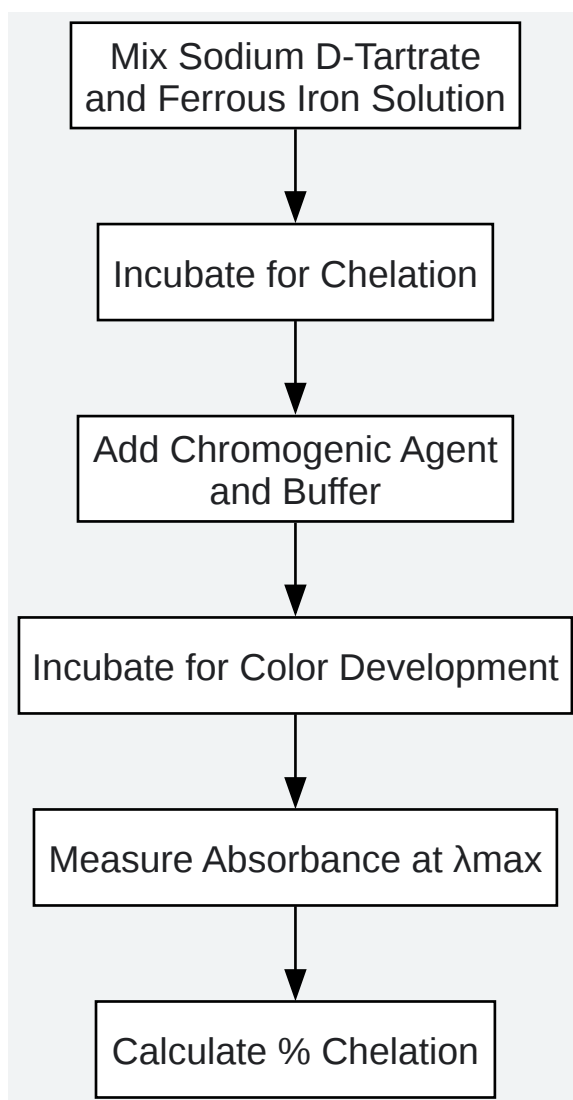 Mix Sodium D-Tartrate
and Ferrous Iron Solution
Incubate for Chelation
Add Chromogenic Agent
and Buffer
Incubate for Color Development
Measure Absorbance at λmax
Calculate % Chelation